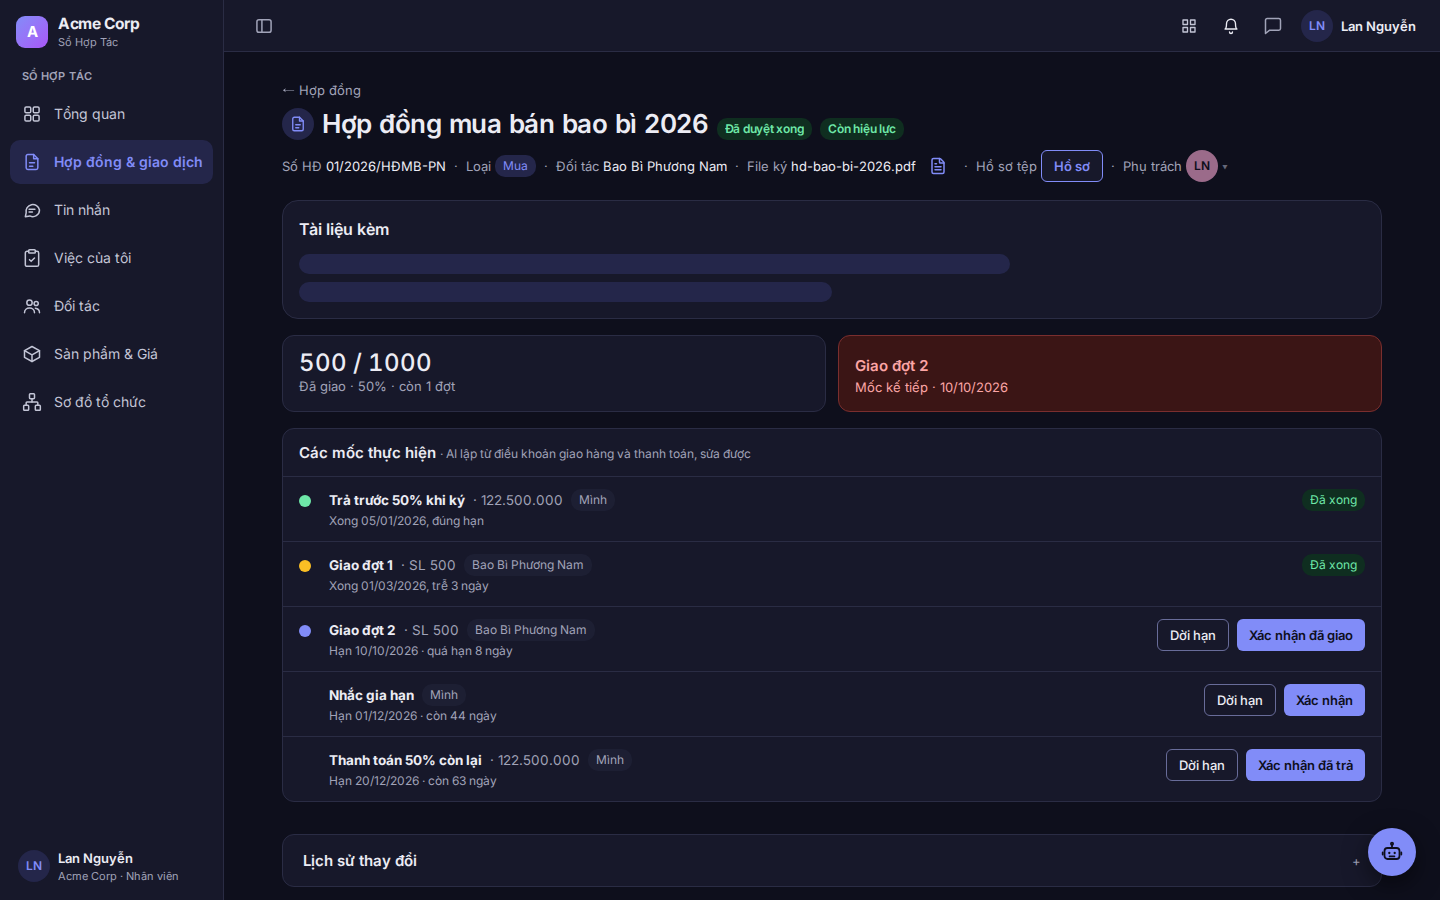 A
Acme Corp
Sổ Hợp Tác
SỔ HỢP TÁC
Tổng quan
Hợp đồng & giao dịch
Tin nhắn
Việc của tôi
Đối tác
Sản phẩm & Giá
Sơ đồ tổ chức
LN
Lan Nguyễn
Acme Corp · Nhân viên
LN Lan Nguyễn
← Hợp đồng
Hợp đồng mua bán bao bì 2026 Đã duyệt xong Còn hiệu lực
Số HĐ 01/2026/HĐMB-PN · Loại Mua · Đối tác Bao Bì Phương Nam · File ký hd-bao-bi-2026.pdf · Hồ sơ tệp Hồ sơ · Phụ trách LN ▾
Tài liệu kèm
500 / 1000
Đã giao · 50% · còn 1 đợt
Giao đợt 2
Mốc kế tiếp · 10/10/2026
Các mốc thực hiện · AI lập từ điều khoản giao hàng và thanh toán, sửa được
Trả trước 50% khi ký · 122.500.000 Mình Đã xong
Xong 05/01/2026, đúng hạn
Giao đợt 1 · SL 500 Bao Bì Phương Nam Đã xong
Xong 01/03/2026, trễ 3 ngày
Giao đợt 2 · SL 500 Bao Bì Phương Nam Dời hạn Xác nhận đã giao
Hạn 10/10/2026 · quá hạn 8 ngày
Nhắc gia hạn Mình Dời hạn Xác nhận
Hạn 01/12/2026 · còn 44 ngày
Thanh toán 50% còn lại · 122.500.000 Mình Dời hạn Xác nhận đã trả
Hạn 20/12/2026 · còn 63 ngày
Lịch sử thay đổi +